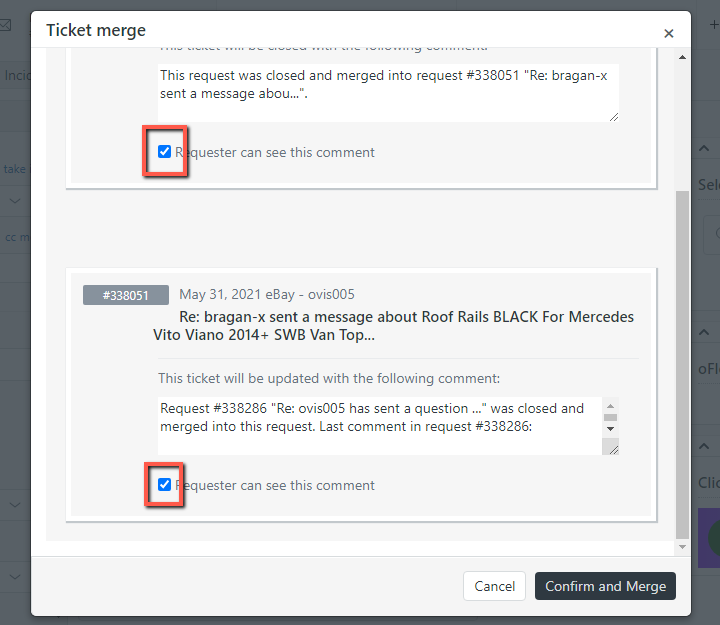 Ticket merge
×
This ticket will be closed with the following comment:
This request was closed and merged into request #338051 "Re: bragan-x
sent a message abou...".
Requester can see this comment
#338051
May 31, 2021 eBay - ovis005
Re: bragan-x sent a message about Roof Rails BLACK For Mercedes
Vito Viano 2014+ SWB Van Top...
This ticket will be updated with the following comment:
Request #338286 "Re: ovis005 has sent a question ..." was closed and
merged into this request. Last comment in request #338286:
Requester can see this comment
Cancel
Confirm and Merge
take
cc m